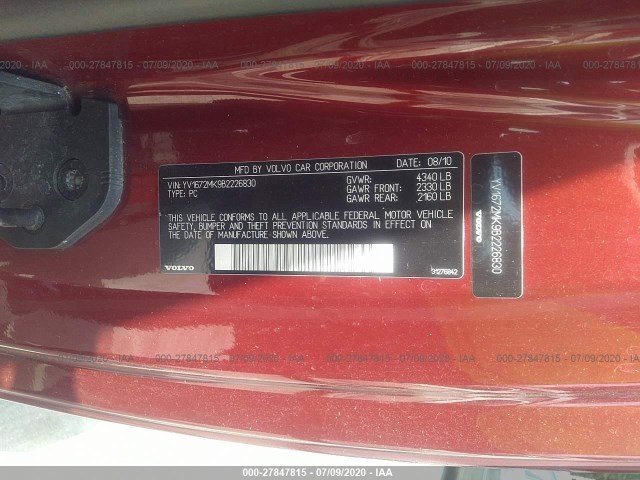 000-27847815 - 07/09/2020 - IAA
MFD BY VOLVO CAR CORPORATION DATE: 08/10
VIN: YV1672MK9B2226830
TYPE: PC
GVWR: 4340 LB
GAWR FRONT: 2330 LB
GAWR REAR: 2160 LB
THIS VEHICLE CONFORMS TO ALL APPLICABLE FEDERAL MOTOR VEHICLE
SAFETY, BUMPER AND THEFT PREVENTION STANDARDS IN EFFECT ON THE
DATE OF MANUFACTURE SHOWN ABOVE.
VOLVO
31276842
VOLVO
YV1672MK9B2226830
000-27847815 - 07/09/2020 - IAA
000-27847815 - 07/09/2020 - IAA